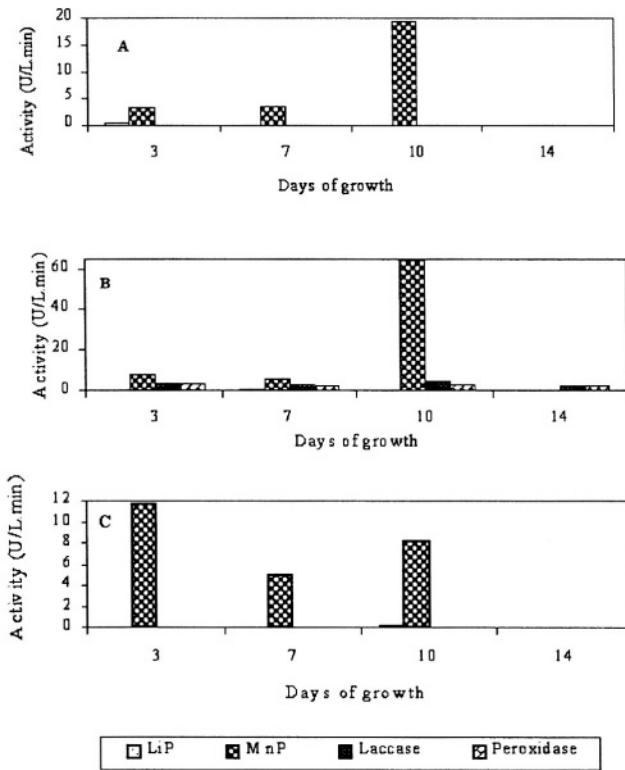 A
Activity (U/L.min)
20
15
10
5
0
3 7 10 14
Days of growth
B
Activity (U/L.min)
60
40
20
0
3 7 10 14
Days of growth
C
Activity (U/L.min)
12
10
8
6
4
2
0
3 7 10 14
Days of growth
LiP MnP Laccase Peroxidase